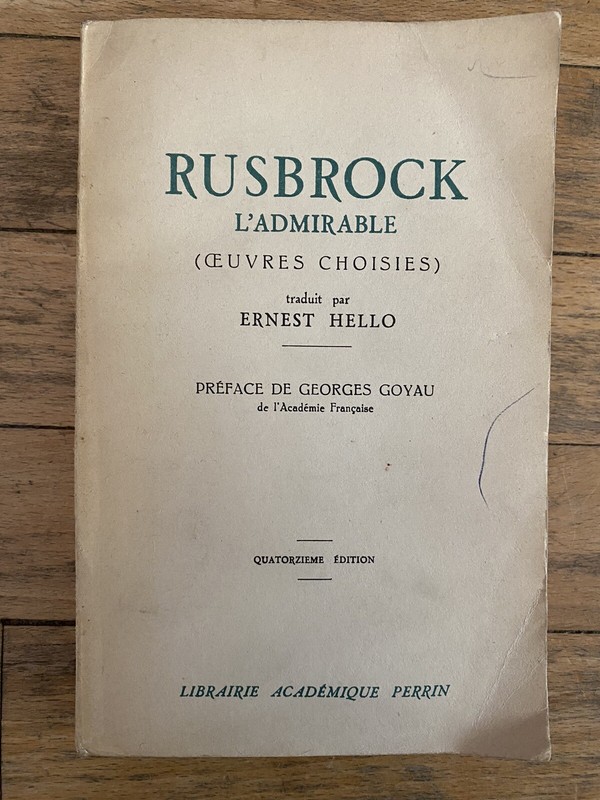 RUSBROCK
L'ADMIRABLE
(ŒUVRES CHOISIES)
traduit par
ERNEST HELLO
PRÉFACE DE GEORGES GOYAU
de l'Académie Française
QUATORZIEME ÉDITION
LIBRAIRIE ACADÉMIQUE PERRIN